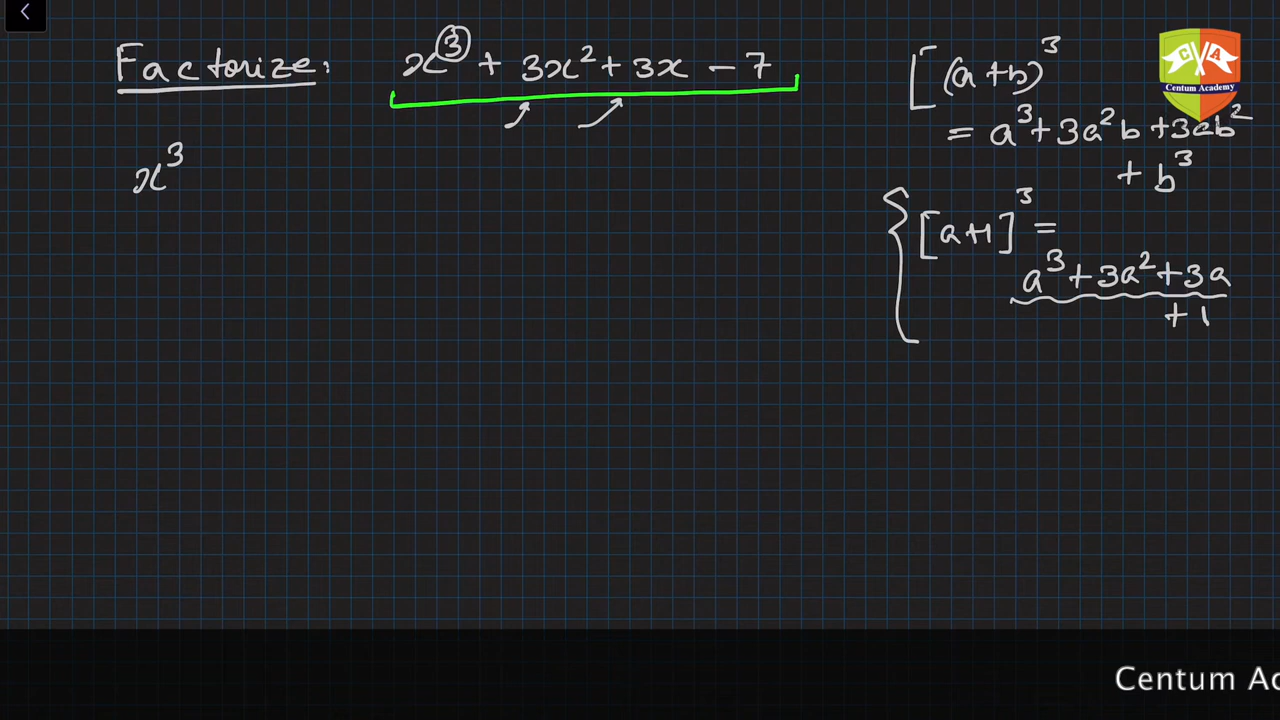 Factorize: x³ + 3x² + 3x - 7
x³
[(a+b)³
= a³ + 3a²b + 3ab²
+ b³
{ [a+1]³ =
a³ + 3a² + 3a
+ 1
C A
Centum Academy
Centum Ac